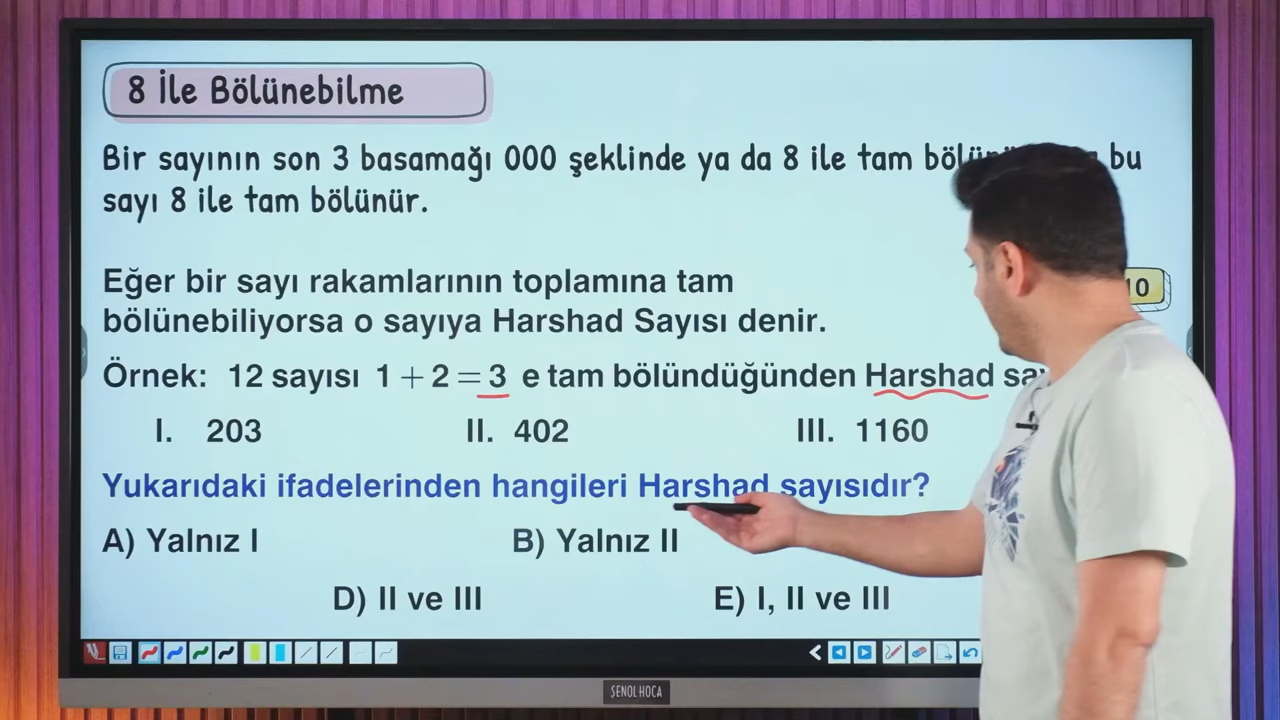 8 İle Bölünebilme
Bir sayının son 3 basamağı 000 şeklinde ya da 8 ile tam bu
sayı 8 ile tam bölünür.
Eğer bir sayı rakamlarının toplamına tam
10
bölünebiliyorsa o sayıya Harshad Sayısı denir.
Örnek: 12 sayısı 1 + 2 = 3 e tam bölündüğünden Harshad
I. 203 II. 402 III. 1160
Yukarıdaki ifadelerinden hangileri Harshad sayısıdır?
A) Yalnız I B) Yalnız II
D) II ve III E) I, II ve III
ŞENOL HOCA